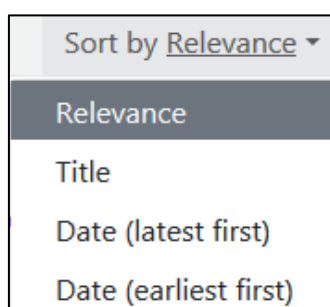 Sort by Relevance
Relevance
Title
Date (latest first)
Date (earliest first)